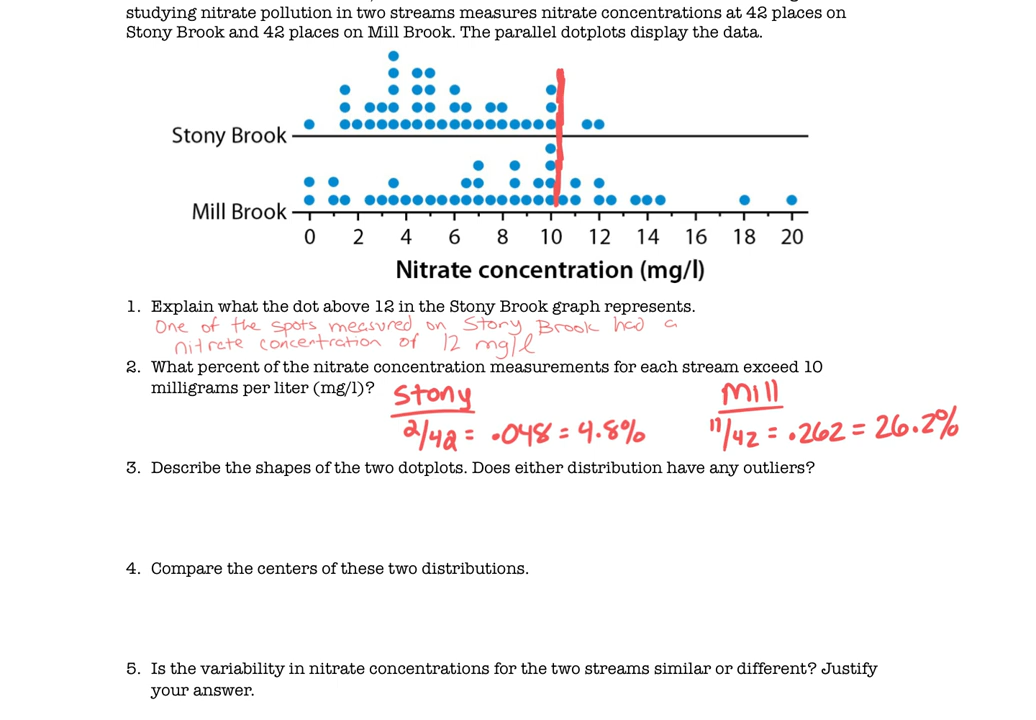 studying nitrate pollution in two streams measures nitrate concentrations at 42 places on
Stony Brook and 42 places on Mill Brook. The parallel dotplots display the data.
Stony Brook
Mill Brook
0 2 4 6 8 10 12 14 16 18 20
Nitrate concentration (mg/l)
1. Explain what the dot above 12 in the Stony Brook graph represents.
One of the spots measured on Stony Brook had a
nitrate concentration of 12 mg/l
2. What percent of the nitrate concentration measurements for each stream exceed 10
milligrams per liter (mg/l)?
Stony Mill
2/42 = .048 = 4.8% 11/42 = .262 = 26.2%
3. Describe the shapes of the two dotplots. Does either distribution have any outliers?
4. Compare the centers of these two distributions.
5. Is the variability in nitrate concentrations for the two streams similar or different? Justify
your answer.